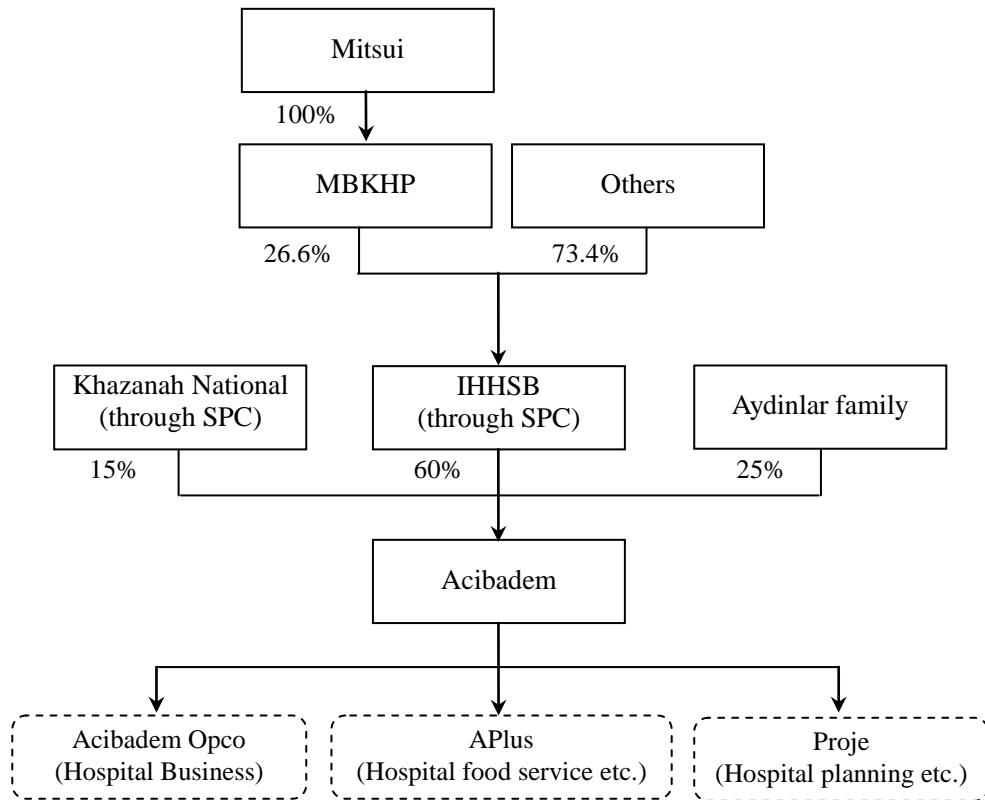 Mitsui
100%
MBKHP
Others
26.6%
73.4%
Khazanah National
(through SPC)
IHHSB
(through SPC)
Aydinlar family
15%
60%
25%
Acibadem
Acibadem Opco
(Hospital Business)
APlus
(Hospital food service etc.)
Proje
(Hospital planning etc.)